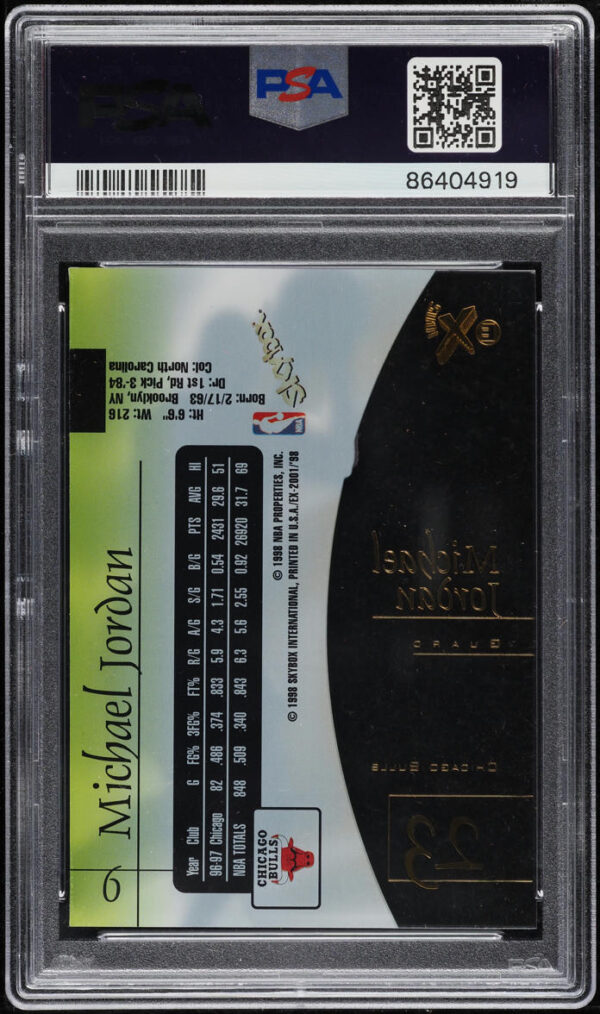 PSA
PSA
86404919
9
Michael Jordan
Year Club G FG% 3FG% FT% R/G A/G S/G B/G PTS AVG HI
96-97 Chicago 82 .486 .374 .833 5.9 4.3 1.71 0.54 2431 29.6 51
NBA TOTALS 848 .509 .340 .843 6.3 5.6 2.55 0.92 26920 31.7 69
Ht: 6'6" Wt: 216
Born: 2/17/63 Brooklyn, NY
Dr: 1st Rd, Pick 3-'84
Col: North Carolina
SkyBox
NBA
CHICAGO
BULLS
© 1998 NBA PROPERTIES, INC.
© 1998 SKYBOX INTERNATIONAL, PRINTED IN U.S.A./EX-2001/'98
E X
Michael
Jordan
GUARD
CHICAGO BULLS
23